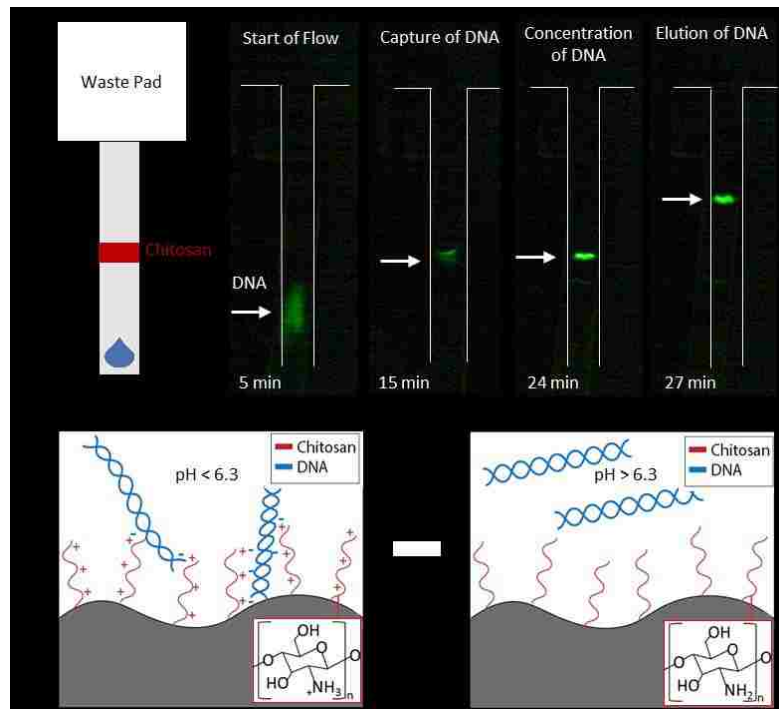 Waste Pad
Chitosan
Start of Flow
DNA
5 min
Capture of DNA
15 min
Concentration
of DNA
24 min
Elution of DNA
27 min
Chitosan
DNA
pH < 6.3
+ + + + + + + + + + + +
- - - - - -
OH
O
O
HO
NH3
+
n
Chitosan
DNA
pH > 6.3
OH
O
O
HO
NH2
n